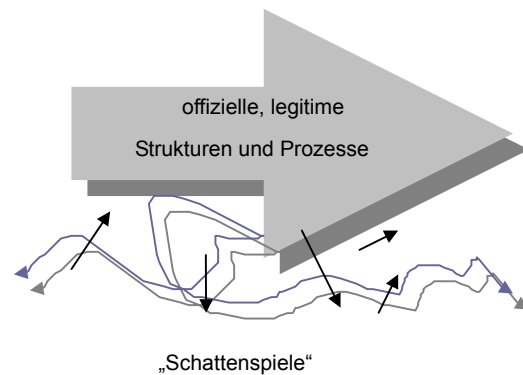 offizielle, legitime
Strukturen und Prozesse
„Schattenspiele“